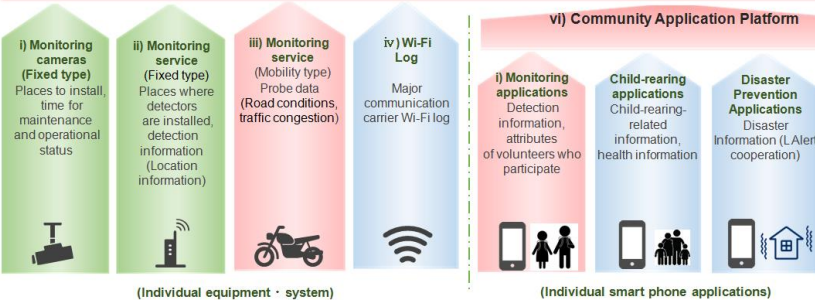 vi) Community Application Platform
i) Monitoring
cameras
(Fixed type)
Places to install,
time for
maintenance
and operational
status
ii) Monitoring
service
(Fixed type)
Places where
detectors
are installed,
detection
information
(Location
information)
iii) Monitoring
service
(Mobility type)
Probe data
(Road conditions,
traffic congestion)
iv) Wi-Fi
Log
Major
communication
carrier Wi-Fi log
i) Monitoring
applications
Detection
information,
attributes
of volunteers who
participate
Child-rearing
applications
Child-rearing-
related
information,
health information
Disaster
Prevention
Applications
Disaster
Information (L Alert
cooperation)
(Individual equipment・system)
(Individual smart phone applications)